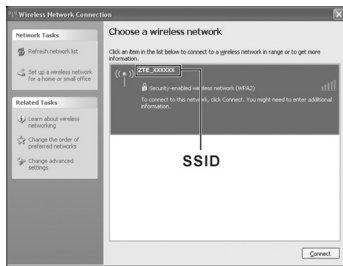 Wireless Network Connection
Network Tasks
Refresh network list
Set up a wireless network
for a home or small office
Related Tasks
Learn about wireless
networking
Change the order of
preferred networks
Change advanced
settings
Choose a wireless network
Click an item in the list below to connect to a wireless network in range or to get more
information.
ZTE_XXXXXX
Security-enabled wireless network (WPA2)
To connect to this network, click Connect. You might need to enter additional
information.
SSID
Connect